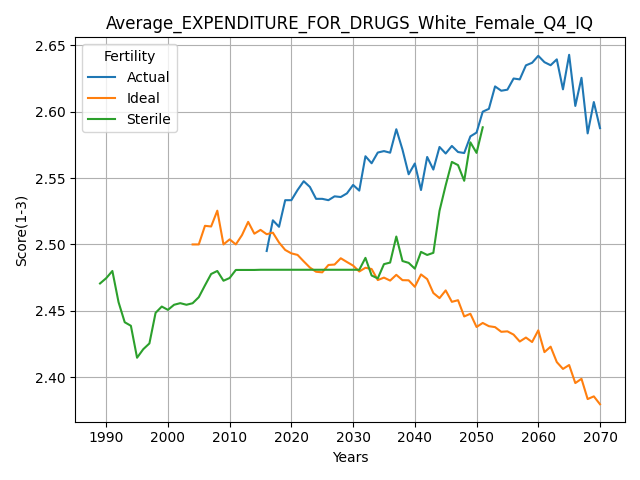 Average_EXPENDITURE_FOR_DRUGS_White_Female_Q4_IQ
Fertility
Actual
Ideal
Sterile
Score(1-3)
2.65
2.60
2.55
2.50
2.45
2.40
1990 2000 2010 2020 2030 2040 2050 2060 2070
Years